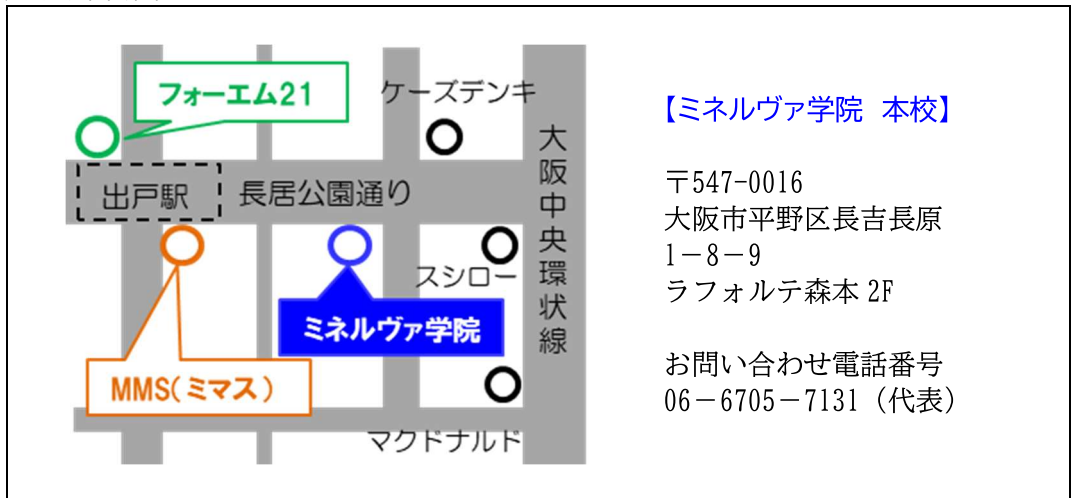 フォーエム21
ケーズデンキ
出戸駅
長居公園通り
大阪中央環状線
スシロー
ミネルヴァ学院
MMS(ミマス)
マクドナルド
【ミネルヴァ学院 本校】
〒547-0016
大阪市平野区長吉長原
1－8－9
ラフォルテ森本 2F
お問い合わせ電話番号
06－6705－7131（代表）